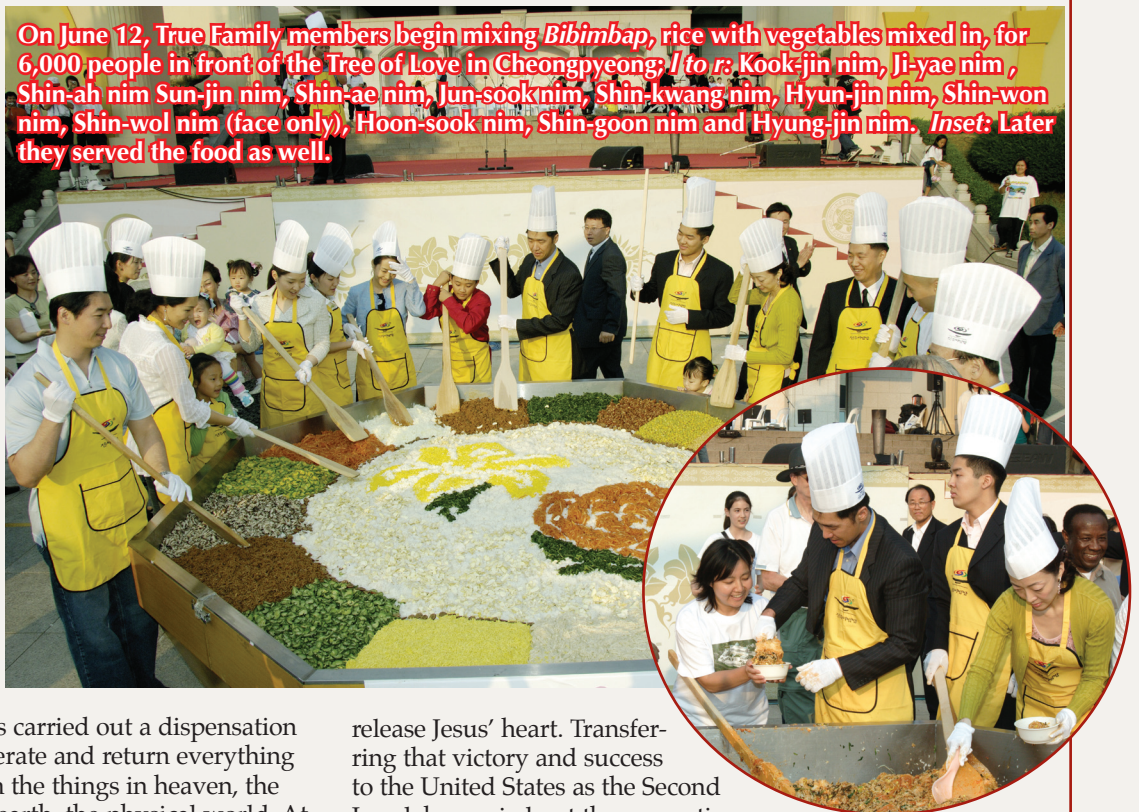 On June 12, True Family members begin mixing Bibimbap, rice with vegetables mixed in, for
6,000 people in front of the Tree of Love in Cheongpyeong; l to r: Kook-jin nim, Ji-yae nim ,
Shin-ah nim Sun-jin nim, Shin-ae nim, Jun-sook nim, Shin-kwang nim, Hyun-jin nim, Shin-won
nim, Shin-wol nim (face only), Hoon-sook nim, Shin-goon nim and Hyung-jin nim. Inset: Later
they served the food as well.
s carried out a dispensation
erate and return everything
the things in heaven, the
earth, the physical world. At
release Jesus’ heart. Transfer-
ring that victory and success
to the United States as the Second